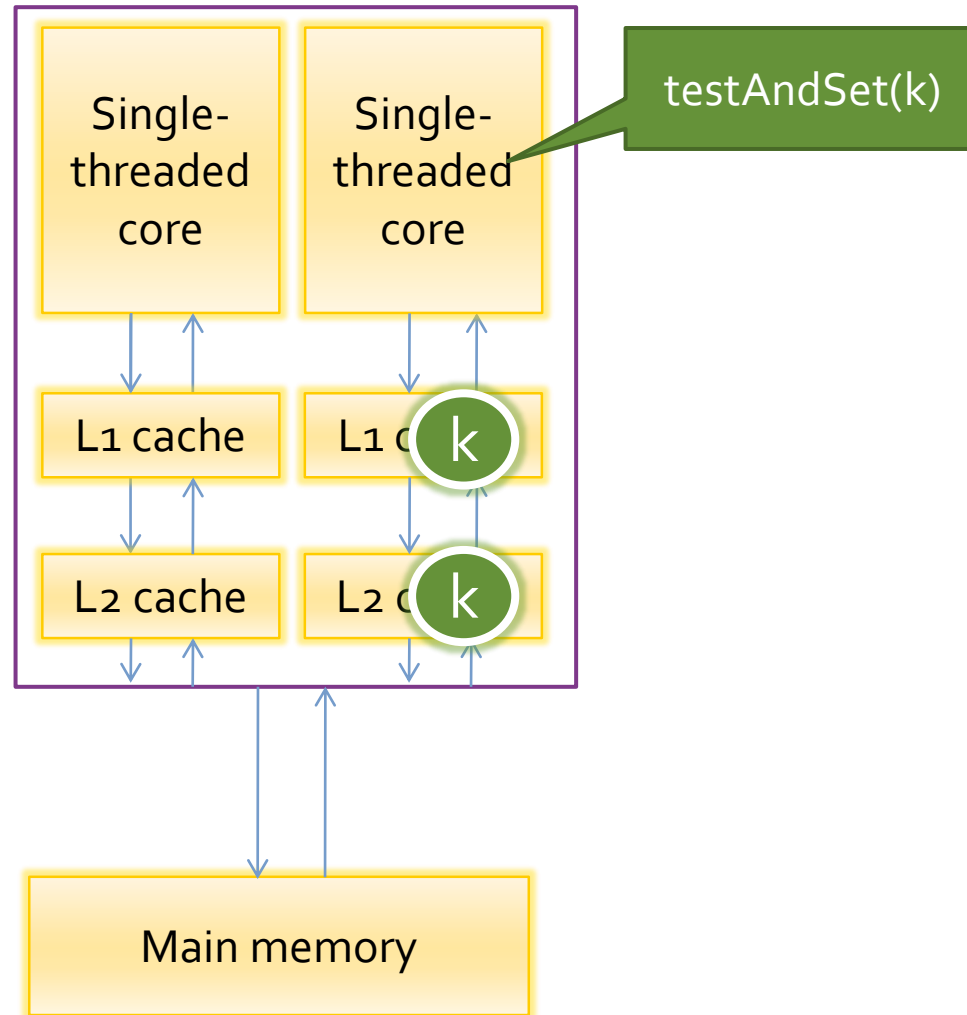 Single-
threaded
core
Single-
threaded
core
testAndSet(k)
L1 cache
L1 c
k
L2 cache
L2 c
k
Main memory